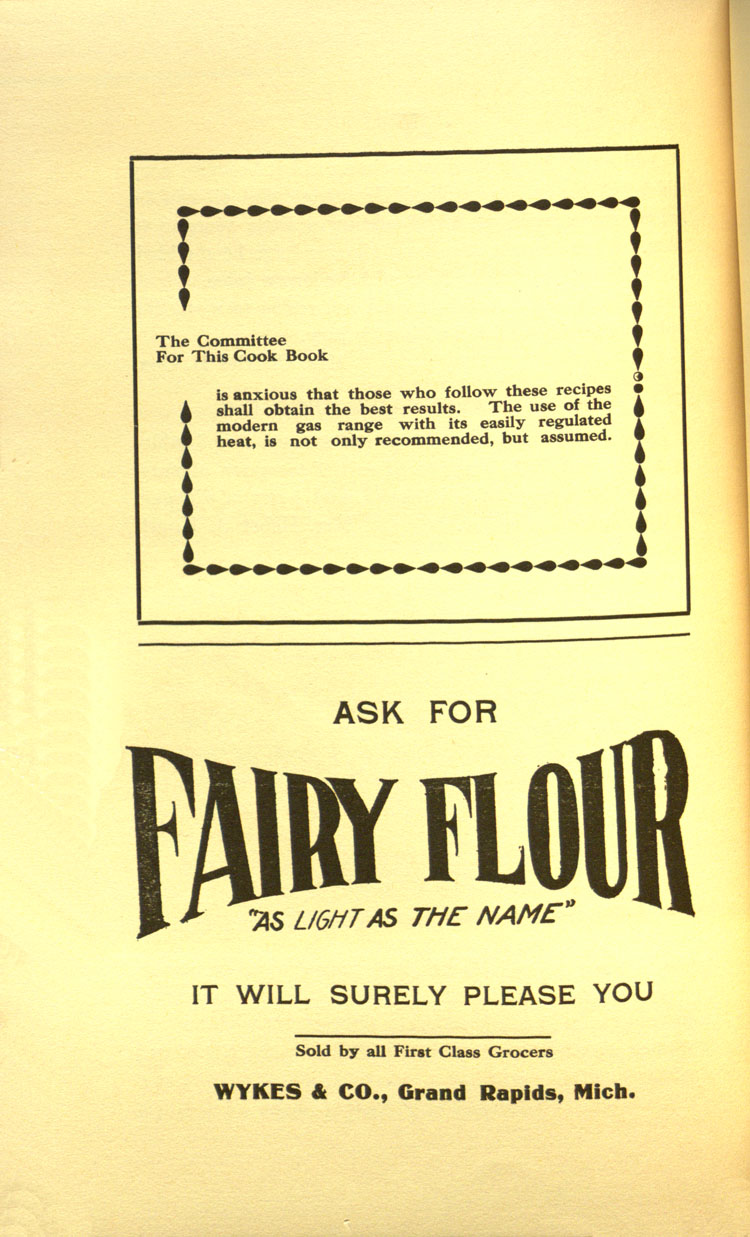 The Committee
For This Cook Book
is anxious that those who follow these recipes
shall obtain the best results. The use of the
modern gas range with its easily regulated
heat, is not only recommended, but assumed.
ASK FOR
FAIRY FLOUR
"AS LIGHT AS THE NAME"
IT WILL SURELY PLEASE YOU
Sold by all First Class Grocers
WYKES & CO., Grand Rapids, Mich.